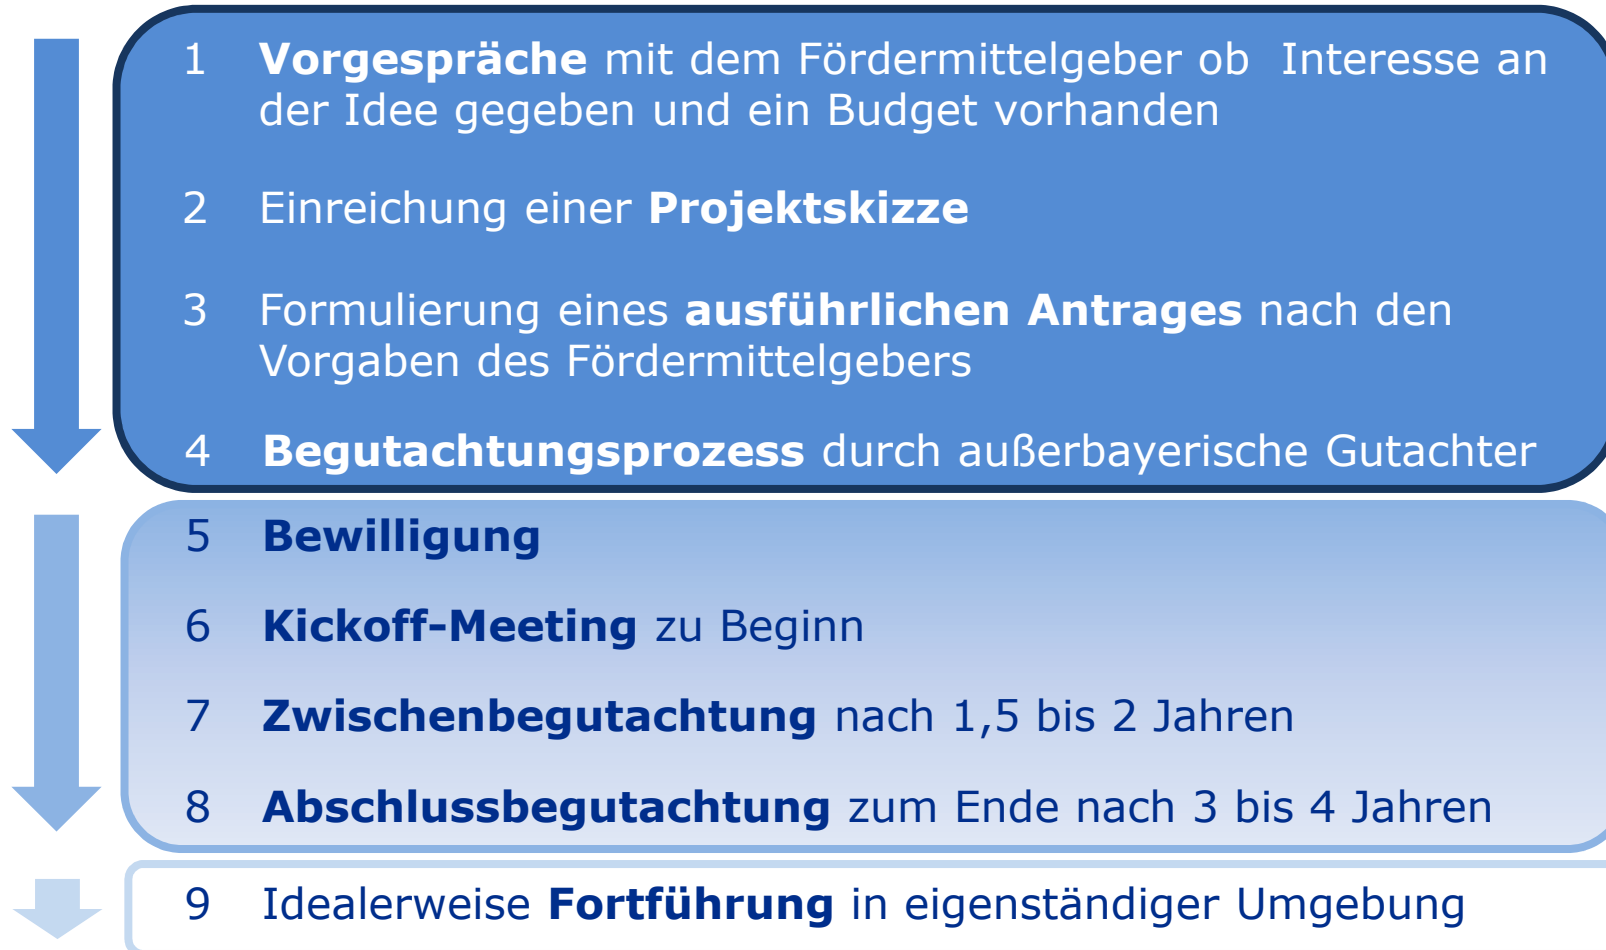 1 Vorgespräche mit dem Fördermittelgeber ob Interesse an
der Idee gegeben und ein Budget vorhanden
2 Einreichung einer Projektskizze
3 Formulierung eines ausführlichen Antrages nach den
Vorgaben des Fördermittelgebers
4 Begutachtungsprozess durch außerbayerische Gutachter
5 Bewilligung
6 Kickoff-Meeting zu Beginn
7 Zwischenbegutachtung nach 1,5 bis 2 Jahren
8 Abschlussbegutachtung zum Ende nach 3 bis 4 Jahren
9 Idealerweise Fortführung in eigenständiger Umgebung